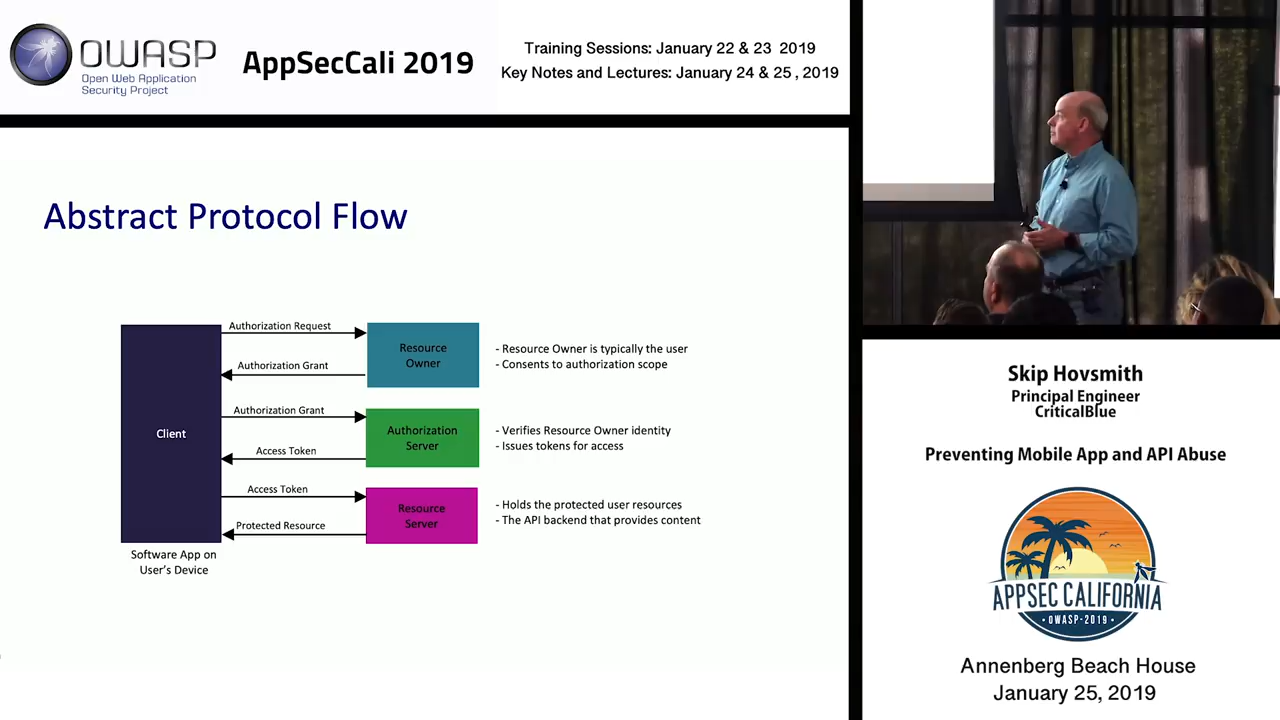 OWASP
Open Web Application
Security Project
AppSecCali 2019
Training Sessions: January 22 & 23 2019
Key Notes and Lectures: January 24 & 25, 2019
Abstract Protocol Flow
Client
Software App on
User's Device
Authorization Request
Authorization Grant
Authorization Grant
Access Token
Access Token
Protected Resource
Resource
Owner
- Resource Owner is typically the user
- Consents to authorization scope
Authorization
Server
- Verifies Resource Owner identity
- Issues tokens for access
Resource
Server
- Holds the protected user resources
- The API backend that provides content
Skip Hovsmith
Principal Engineer
CriticalBlue
Preventing Mobile App and API Abuse
APPSEC CALIFORNIA
• OWASP-2019 •
Annenberg Beach House
January 25, 2019